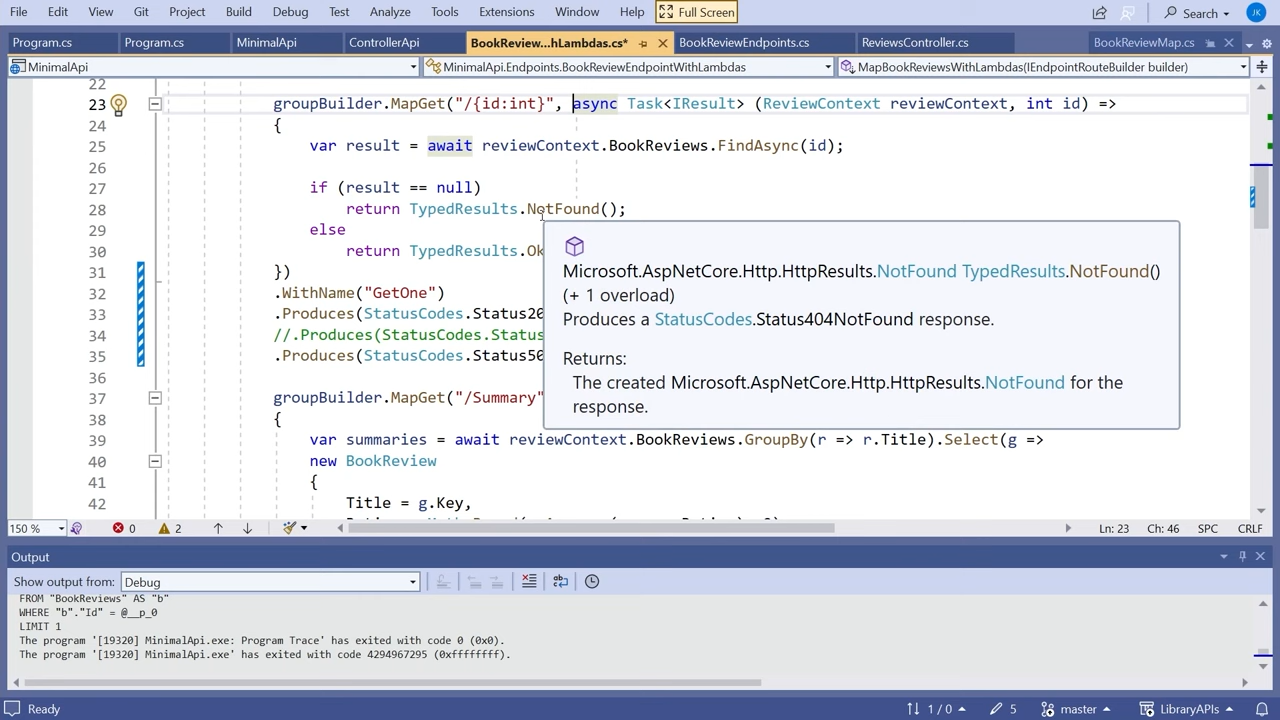 File Edit View Git Project Build Debug Test Analyze Tools Extensions Window Help Full Screen Search JK
Program.cs Program.cs MinimalApi ControllerApi BookReview...hLambdas.cs* BookReviewEndpoints.cs ReviewsController.cs BookReviewMap.cs
MinimalApi MinimalApi.Endpoints.BookReviewEndpointWithLambdas MapBookReviewsWithLambdas(IEndpointRouteBuilder builder)
22
23 groupBuilder.MapGet("/{id:int}", async Task<IResult> (ReviewContext reviewContext, int id) =>
24 {
25 var result = await reviewContext.BookReviews.FindAsync(id);
26
27 if (result == null)
28 return TypedResults.NotFound();
29 else
30 return TypedResults.Ok
31 })
32 .WithName("GetOne")
33 .Produces(StatusCodes.Status20
34 //.Produces(StatusCodes.Status
35 .Produces(StatusCodes.Status50
36
37 groupBuilder.MapGet("/Summary"
38 {
39 var summaries = await reviewContext.BookReviews.GroupBy(r => r.Title).Select(g =>
40 new BookReview
41 {
42 Title = g.Key,
Microsoft.AspNetCore.Http.HttpResults.NotFound TypedResults.NotFound()
(+ 1 overload)
Produces a StatusCodes.Status404NotFound response.
Returns:
The created Microsoft.AspNetCore.Http.HttpResults.NotFound for the
response.
150 % 0 2 Ln: 23 Ch: 46 SPC CRLF
Output
Show output from: Debug
FROM "BookReviews" AS "b"
WHERE "b"."Id" = @__p_0
LIMIT 1
The program '[19320] MinimalApi.exe: Program Trace' has exited with code 0 (0x0).
The program '[19320] MinimalApi.exe' has exited with code 4294967295 (0xffffffff).
Ready 1 / 0 5 master LibraryAPIs